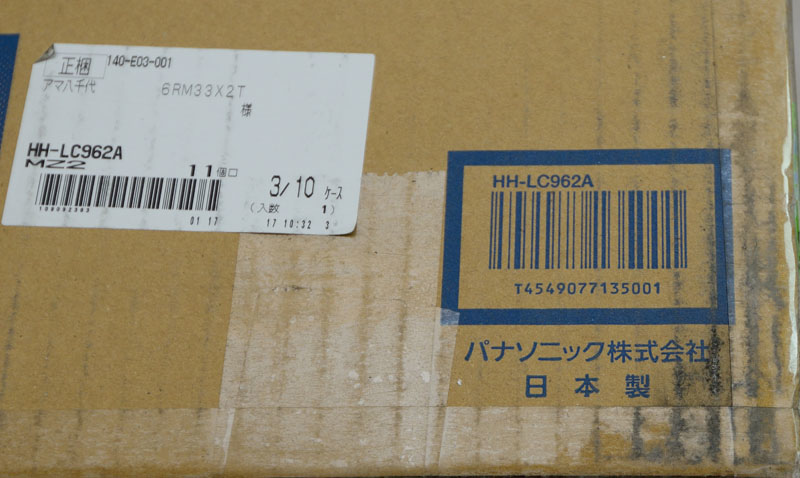 正梱 140-E03-001
アマ八千代 6RM33X2T
様
HH-LC962A
MZ2 11個口
3/10 ケース
(入数 1)
01 17 17 10:32 3
HH-LC962A
T4549077135001
パナソニック株式会社
日本製